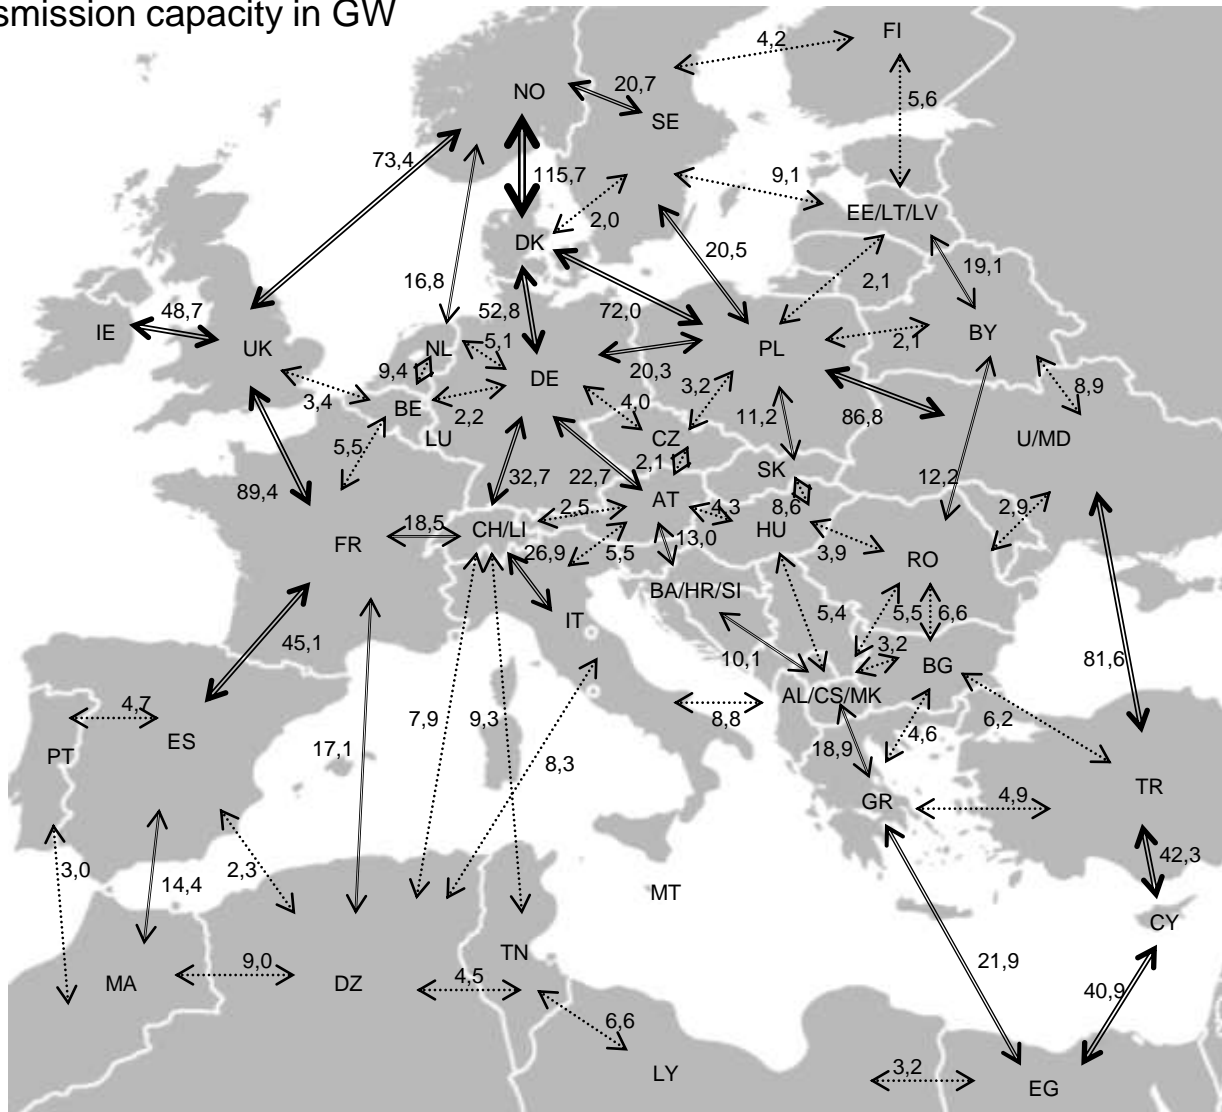 smission capacity in GW
FI
4,2
NO
20,7
5,6
SE
73,4
115,7
9,1
2,0
EE/LT/LV
DK
20,5
19,1
16,8
2,1
52,8
72,0
IE
48,7
UK
NL
5,1
PL
2,1
BY
9,4
DE
20,3
3,2
8,9
3,4
BE
2,2
4,0
11,2
86,8
LU
CZ
U/MD
5,5
2,1
SK
89,4
32,7
22,7
12,2
AT
8,6
2,5
4,3
2,9
18,5
CH/LI
HU
FR
26,9
5,5
13,0
3,9
RO
BA/HR/SI
5,4
5,5
6,6
IT
45,1
10,1
3,2
BG
81,6
4,7
AL/CS/MK
7,9
9,3
8,8
6,2
ES
4,6
PT
17,1
8,3
18,9
TR
GR
4,9
3,0
2,3
42,3
14,4
MT
CY
TN
MA
9,0
DZ
4,5
21,9
40,9
6,6
LY
3,2
EG